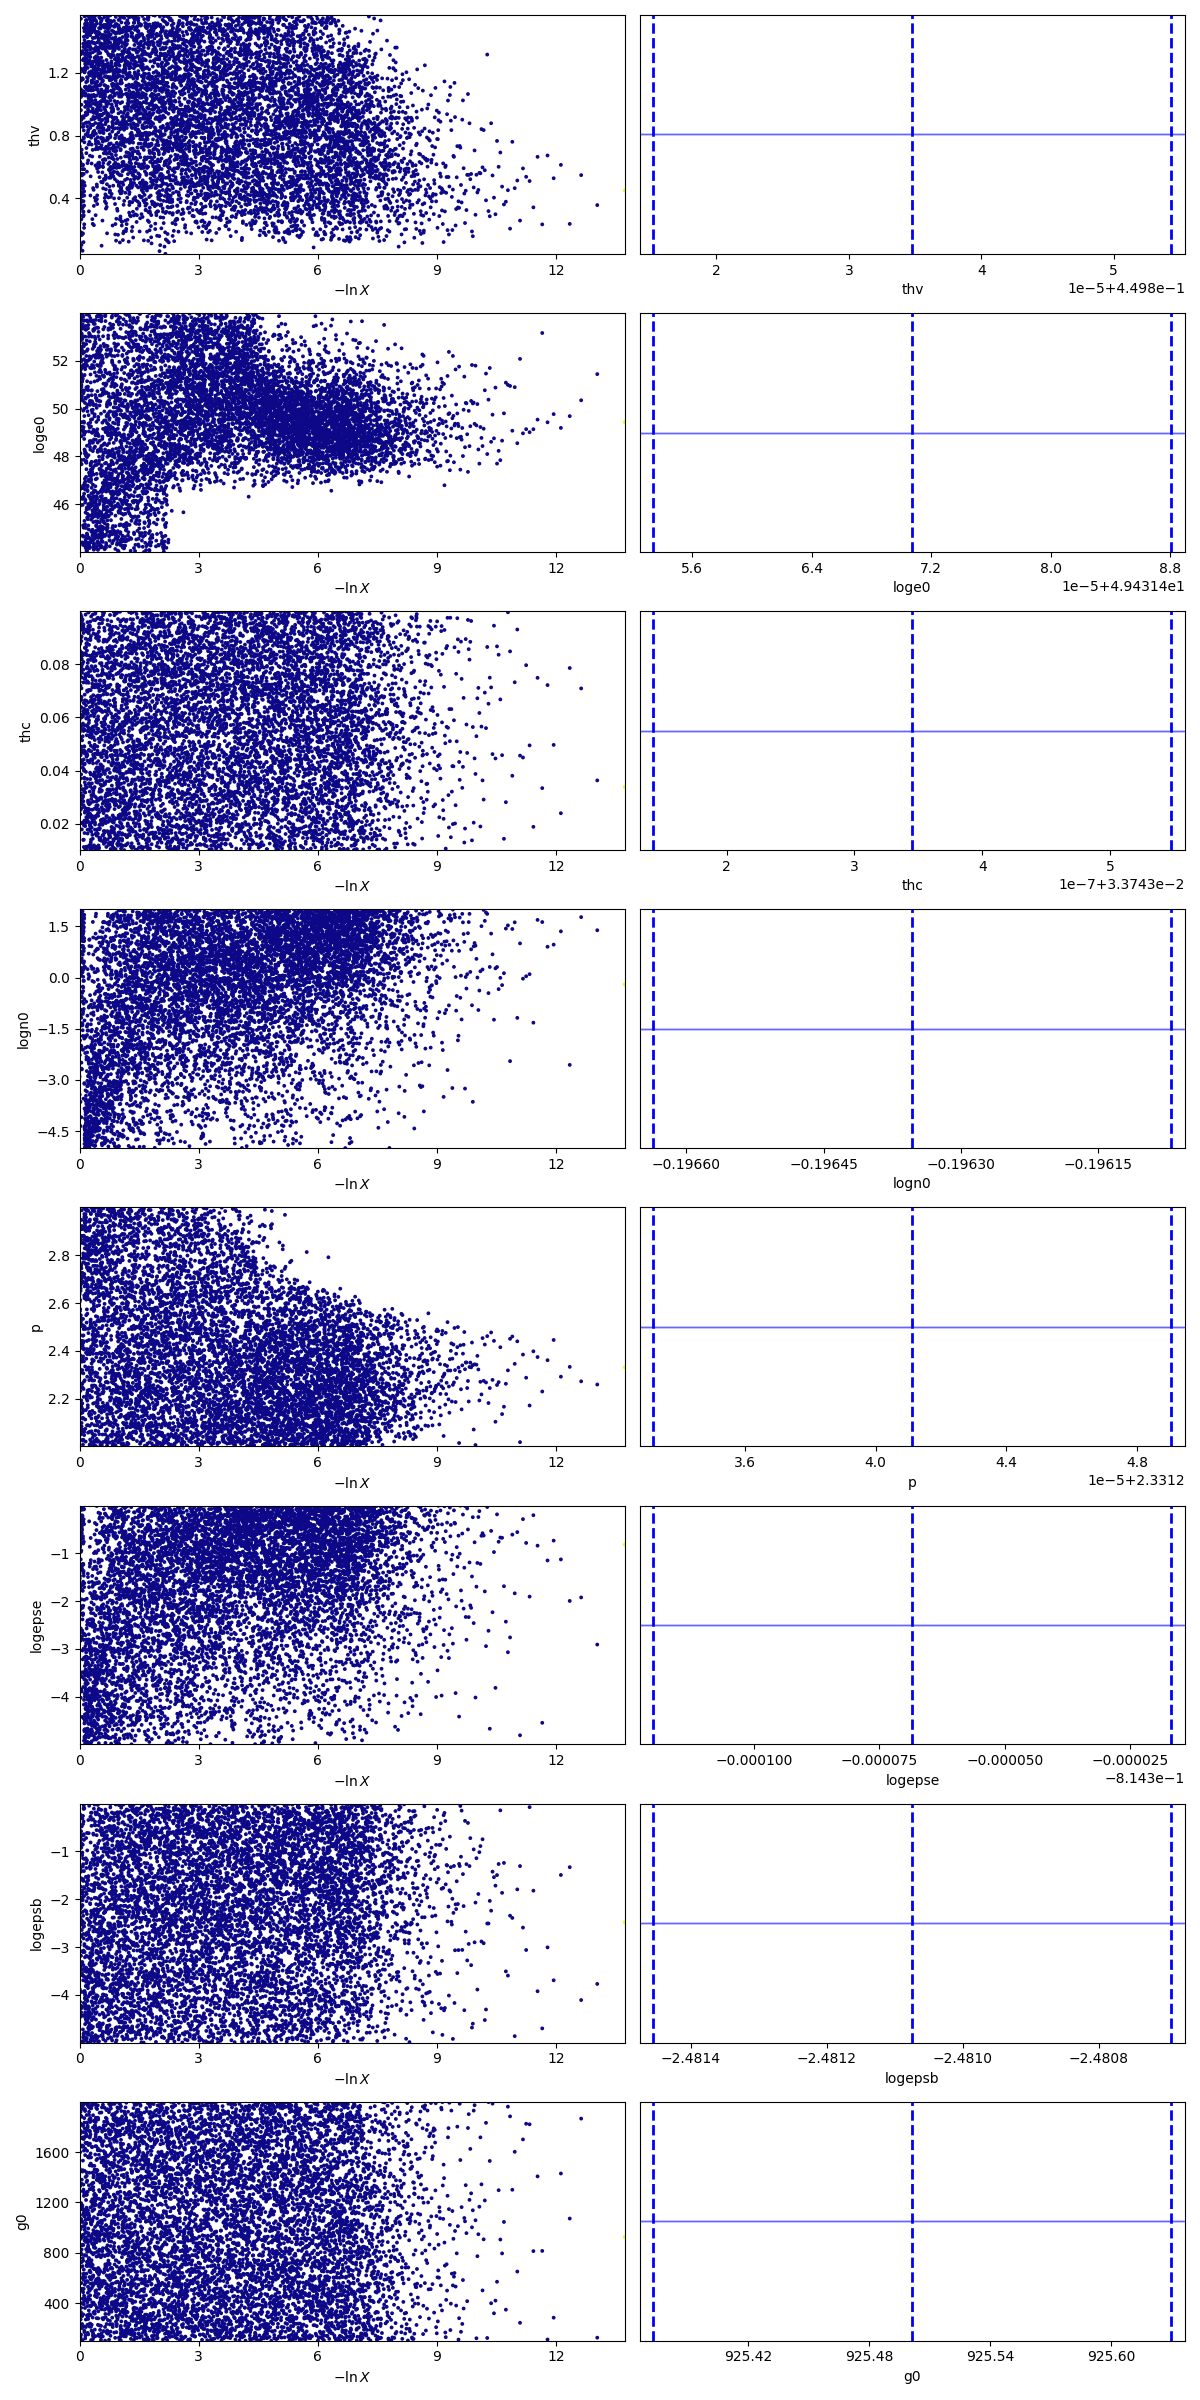 thv
1.2
0.8
0.4
0 3 6 9 12
−ln X
2 3 4 5
thv
1e−5+4.498e−1
loge0
52
50
48
46
0 3 6 9 12
−ln X
5.6 6.4 7.2 8.0 8.8
loge0
1e−5+4.94314e1
thc
0.08
0.06
0.04
0.02
0 3 6 9 12
−ln X
2 3 4 5
thc
1e−7+3.3743e−2
logn0
1.5
0.0
−1.5
−3.0
−4.5
0 3 6 9 12
−ln X
−0.19660 −0.19645 −0.19630 −0.19615
logn0
p
2.8
2.6
2.4
2.2
0 3 6 9 12
−ln X
3.6 4.0 4.4 4.8
p
1e−5+2.3312
logepse
−1
−2
−3
−4
0 3 6 9 12
−ln X
−0.000100 −0.000075 −0.000050 −0.000025
logepse
−8.143e−1
logepsb
−1
−2
−3
−4
0 3 6 9 12
−ln X
−2.4814 −2.4812 −2.4810 −2.4808
logepsb
g0
1600
1200
800
400
0 3 6 9 12
−ln X
925.42 925.48 925.54 925.60
g0